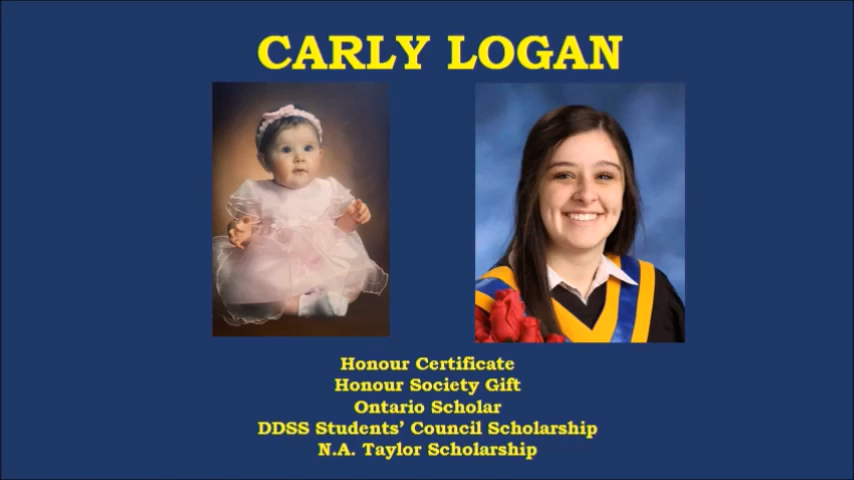 CARLY LOGAN
Honour Certificate
Honour Society Gift
Ontario Scholar
DDSS Students' Council Scholarship
N.A. Taylor Scholarship